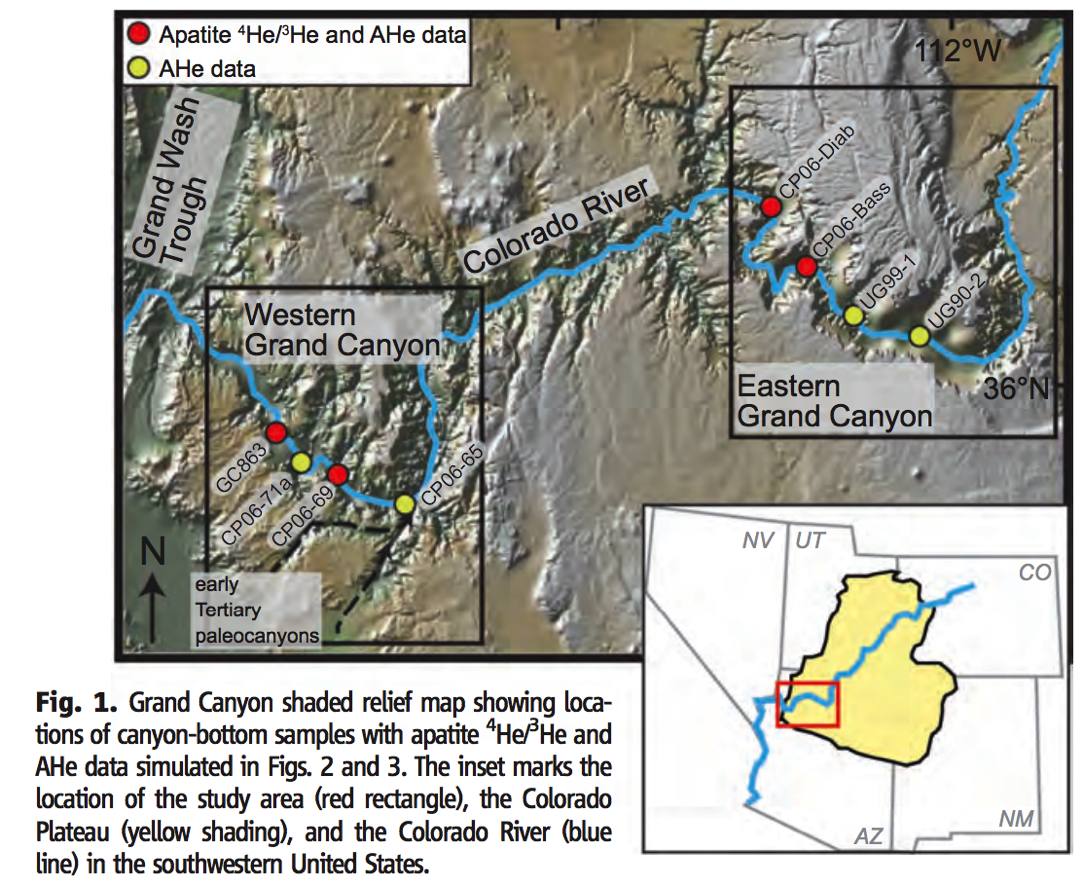 Apatite ⁴He/³He and AHe data
AHe data
112°W
Grand Wash
Trough
Colorado River
CP06-Diab
CP06-Bass
UG99-1
UG90-2
Western
Grand Canyon
Eastern
Grand Canyon
36°N
GC863
CP06-71a
CP06-69
CP06-65
N
early
Tertiary
paleocanyons
NV
UT
CO
AZ
NM
Fig. 1. Grand Canyon shaded relief map showing loca-
tions of canyon-bottom samples with apatite ⁴He/³He and
AHe data simulated in Figs. 2 and 3. The inset marks the
location of the study area (red rectangle), the Colorado
Plateau (yellow shading), and the Colorado River (blue
line) in the southwestern United States.